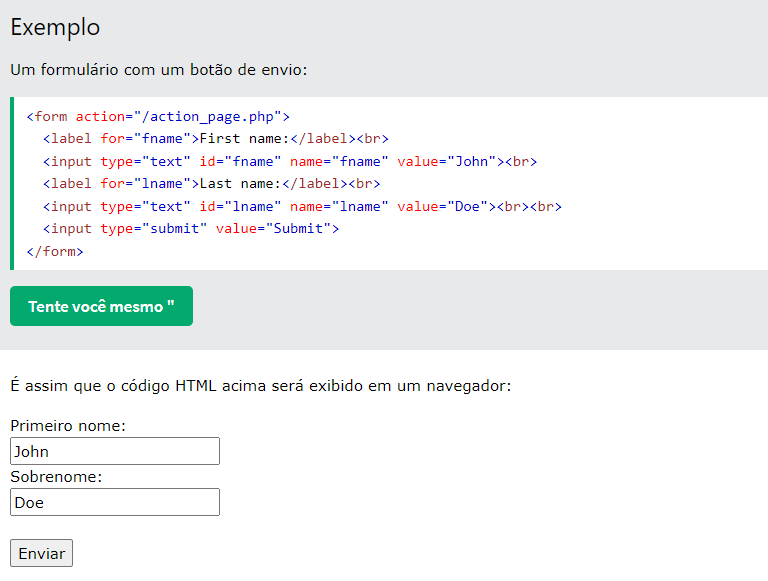 Exemplo
Um formulário com um botão de envio:
<form action="/action_page.php">
  <label for="fname">First name:</label><br>
  <input type="text" id="fname" name="fname" value="John"><br>
  <label for="lname">Last name:</label><br>
  <input type="text" id="lname" name="lname" value="Doe"><br><br>
  <input type="submit" value="Submit">
</form>
Tente você mesmo "
É assim que o código HTML acima será exibido em um navegador:
Primeiro nome:
John
Sobrenome:
Doe
Enviar